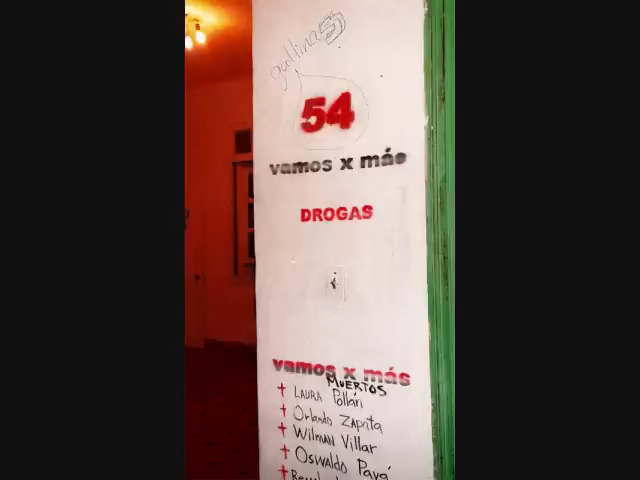 gallina
54
vamos x más
DROGAS
vamos x más
MUERTOS
† LAURA Pollán
† Orlando Zapata
† Wilman Villar
† Oswaldo Payá